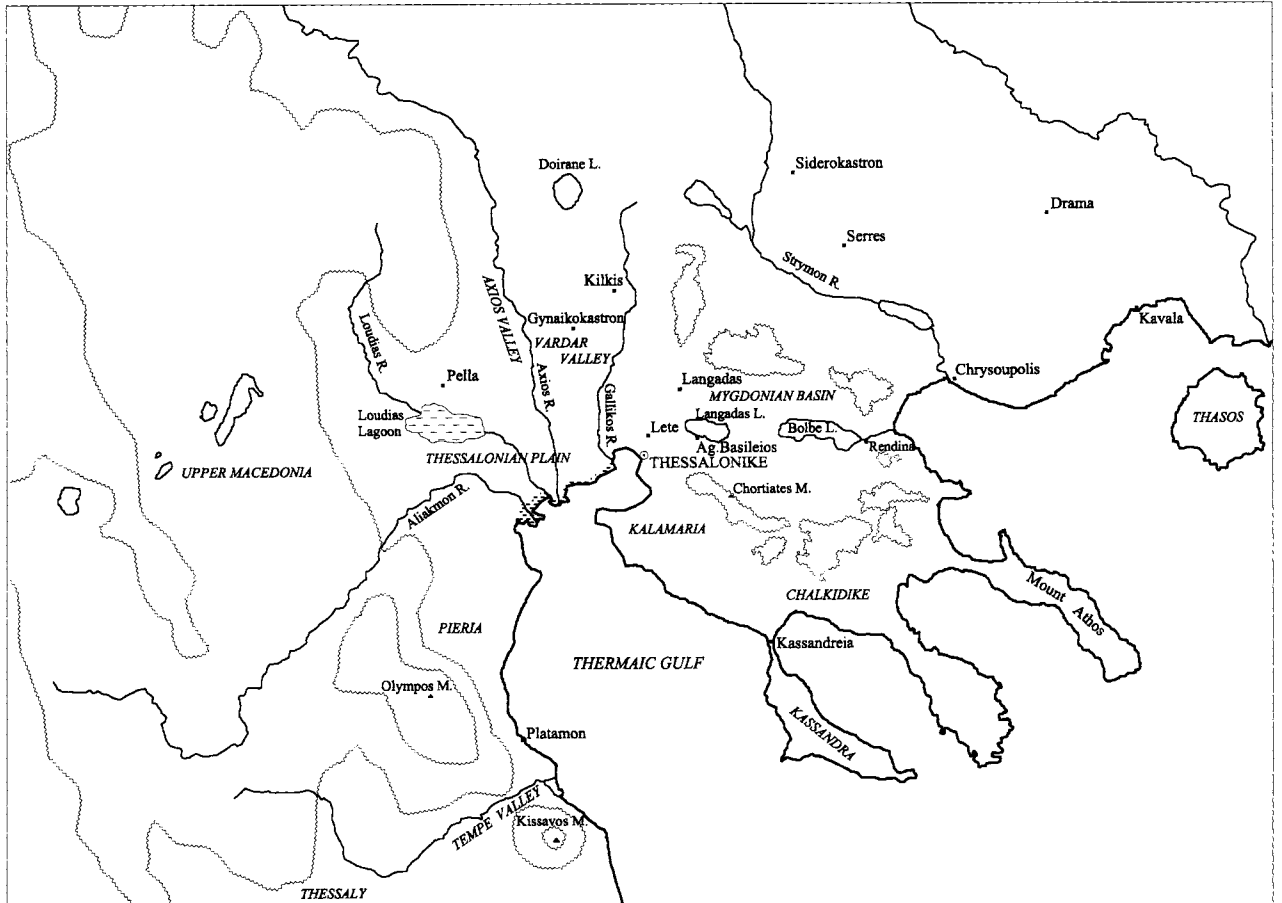 Doirane L.
Siderokastron
Drama
Serres
Strymon R.
Kilkis
AXIOS VALLEY
Gynaikokastron
VARDAR
VALLEY
Kavala
Loudias R.
Pella
Axios R.
Gallikos R.
Langadas
MYGDONIAN BASIN
Chrysoupolis
Loudias
Lagoon
Langadas L.
THASOS
Lete
Bolbe L.
Ag.Basileios
Rendina
THESSALONIAN PLAIN
THESSALONIKE
UPPER MACEDONIA
Chortiates M.
Aliakmon R.
KALAMARIA
CHALKIDIKE
Mount Athos
PIERIA
Kassandreia
THERMAIC GULF
Olympos M.
KASSANDRA
Platamon
TEMPE VALLEY
Kissavos M.
THESSALY